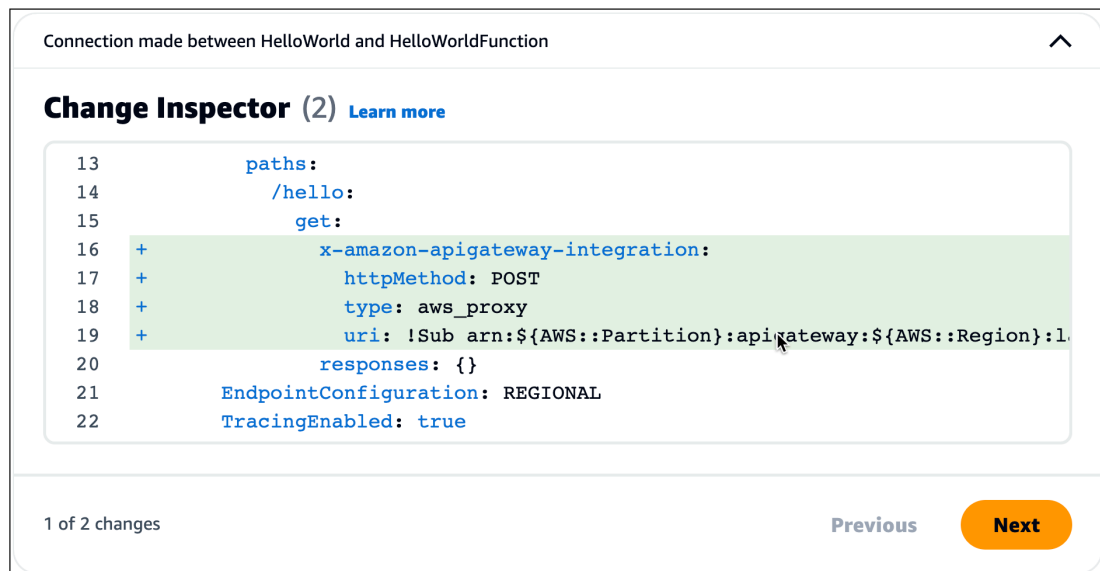 Connection made between HelloWorld and HelloWorldFunction
Change Inspector (2) Learn more
13 paths:
14 /hello:
15 get:
16 + x-amazon-apigateway-integration:
17 + httpMethod: POST
18 + type: aws_proxy
19 + uri: !Sub arn:${AWS::Partition}:apigateway:${AWS::Region}:l
20 responses: {}
21 EndpointConfiguration: REGIONAL
22 TracingEnabled: true
1 of 2 changes Previous Next